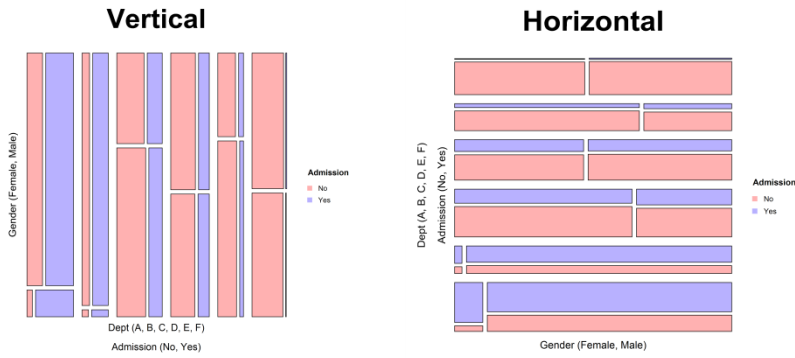 Vertical
Horizontal
Gender (Female, Male)
Dept (A, B, C, D, E, F)
Admission (No, Yes)
Admission
No
Yes
Dept (A, B, C, D, E, F)
Admission (No, Yes)
Gender (Female, Male)
Admission
No
Yes